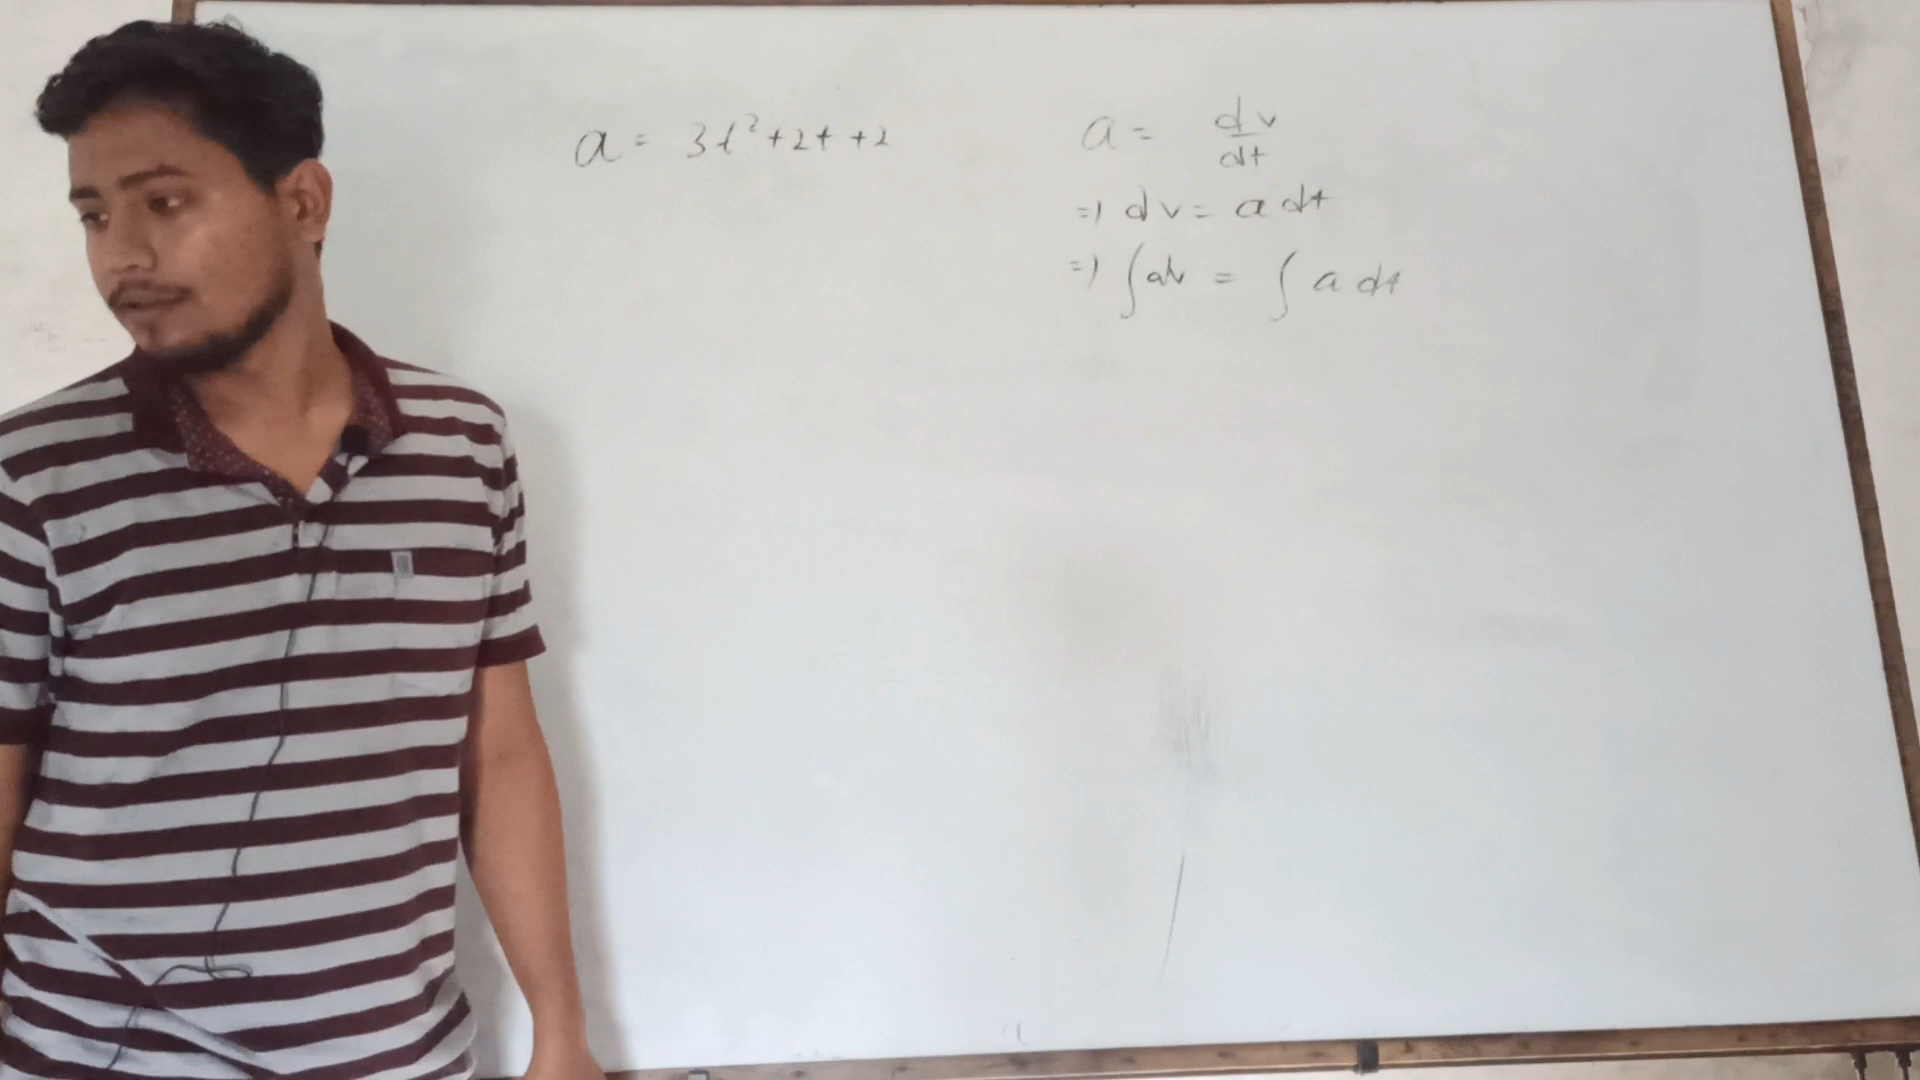 a = 3t²+2t+2
a = dv/dt
⇒ dv = a dt
⇒ ∫dv = ∫ a dt